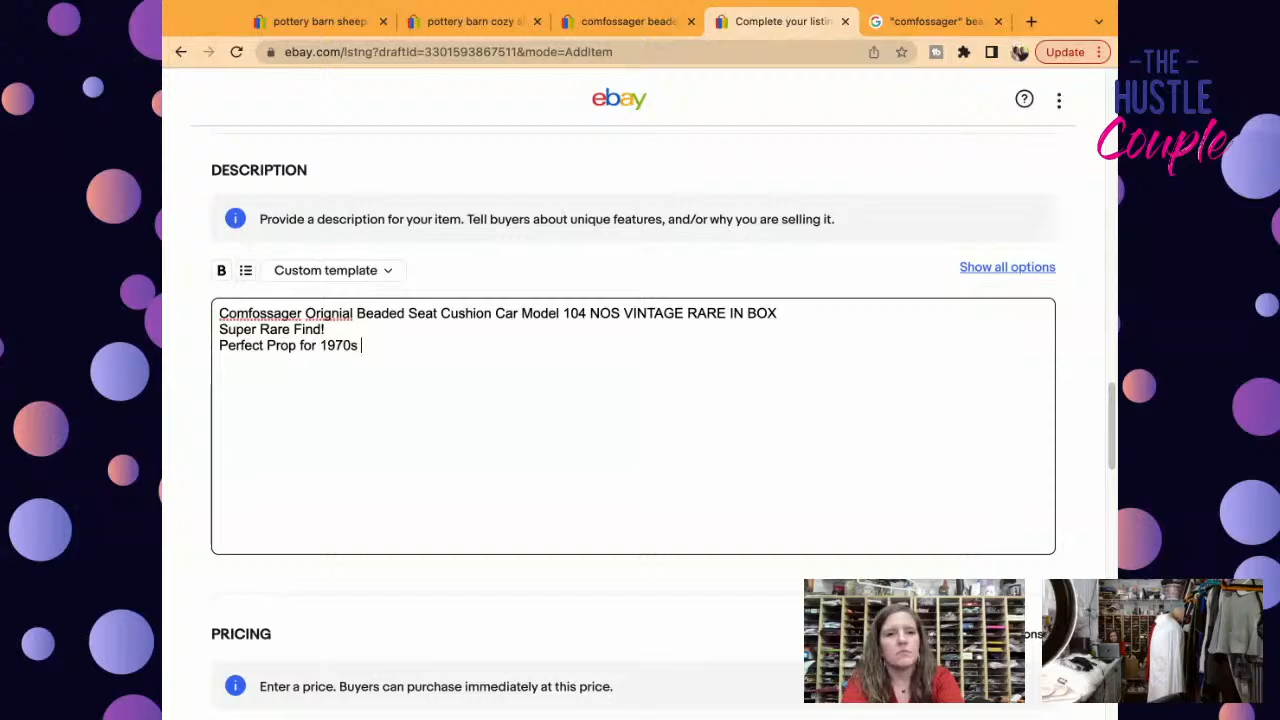 pottery barn sheep
pottery barn cozy s
comfossager beade
Complete your listin
"comfossager" bea
ebay.com/lstng?draftId=3301593867511&mode=AddItem
Update
-THE-
HUSTLE
Couple
ebay
DESCRIPTION
Provide a description for your item. Tell buyers about unique features, and/or why you are selling it.
B
Custom template
Show all options
Comfossager Orignial Beaded Seat Cushion Car Model 104 NOS VINTAGE RARE IN BOX
Super Rare Find!
Perfect Prop for 1970s
PRICING
ons
Enter a price. Buyers can purchase immediately at this price.